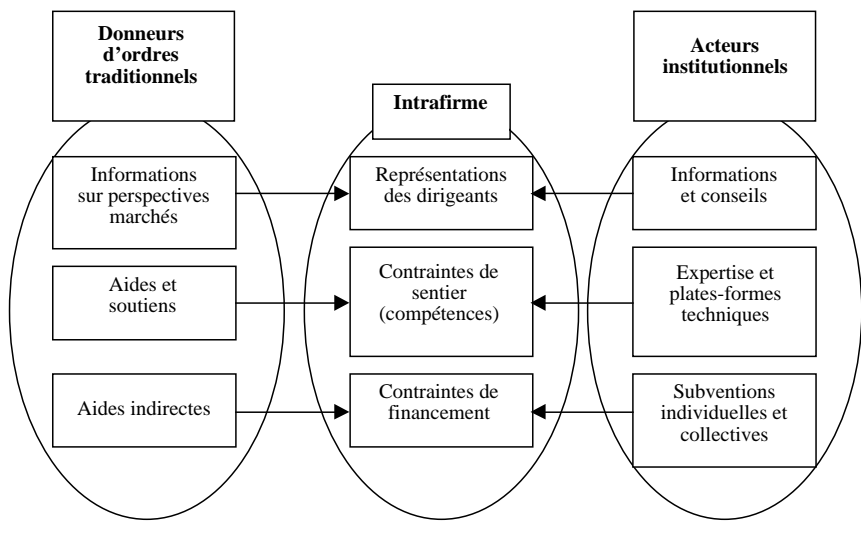 Donneurs
d'ordres
traditionnels
Informations
sur perspectives
marchés
Aides et
soutiens
Aides indirectes
Intrafirme
Représentations
des dirigeants
Contraintes de
sentier
(compétences)
Contraintes de
financement
Acteurs
institutionnels
Informations
et conseils
Expertise et
plates-formes
techniques
Subventions
individuelles et
collectives